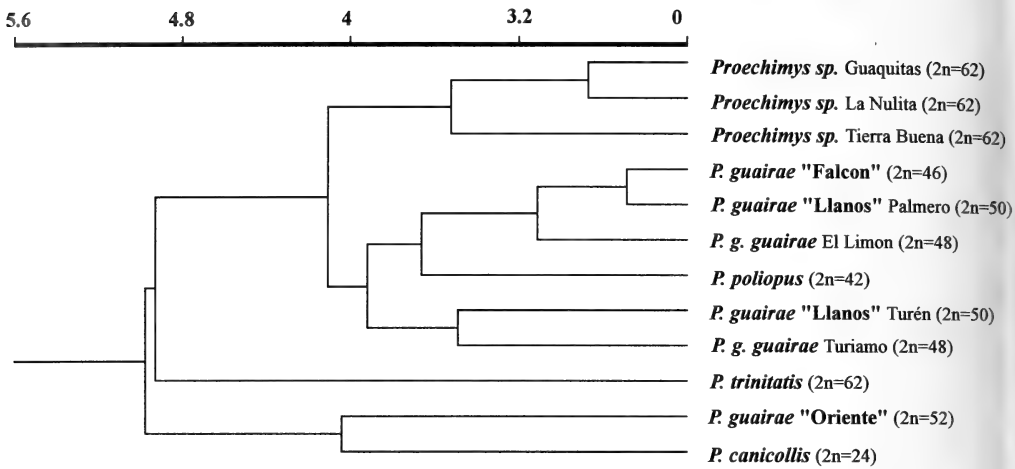 5.6 4.8 4 3.2 0
Proechimys sp. Guaquitas (2n=62)
Proechimys sp. La Nulita (2n=62)
Proechimys sp. Tierra Buena (2n=62)
P. guairae "Falcon" (2n=46)
P. guairae "Llanos" Palmero (2n=50)
P. g. guairae El Limon (2n=48)
P. poliopus (2n=42)
P. guairae "Llanos" Turén (2n=50)
P. g. guairae Turiamo (2n=48)
P. trinitatis (2n=62)
P. guairae "Oriente" (2n=52)
P. canicollis (2n=24)